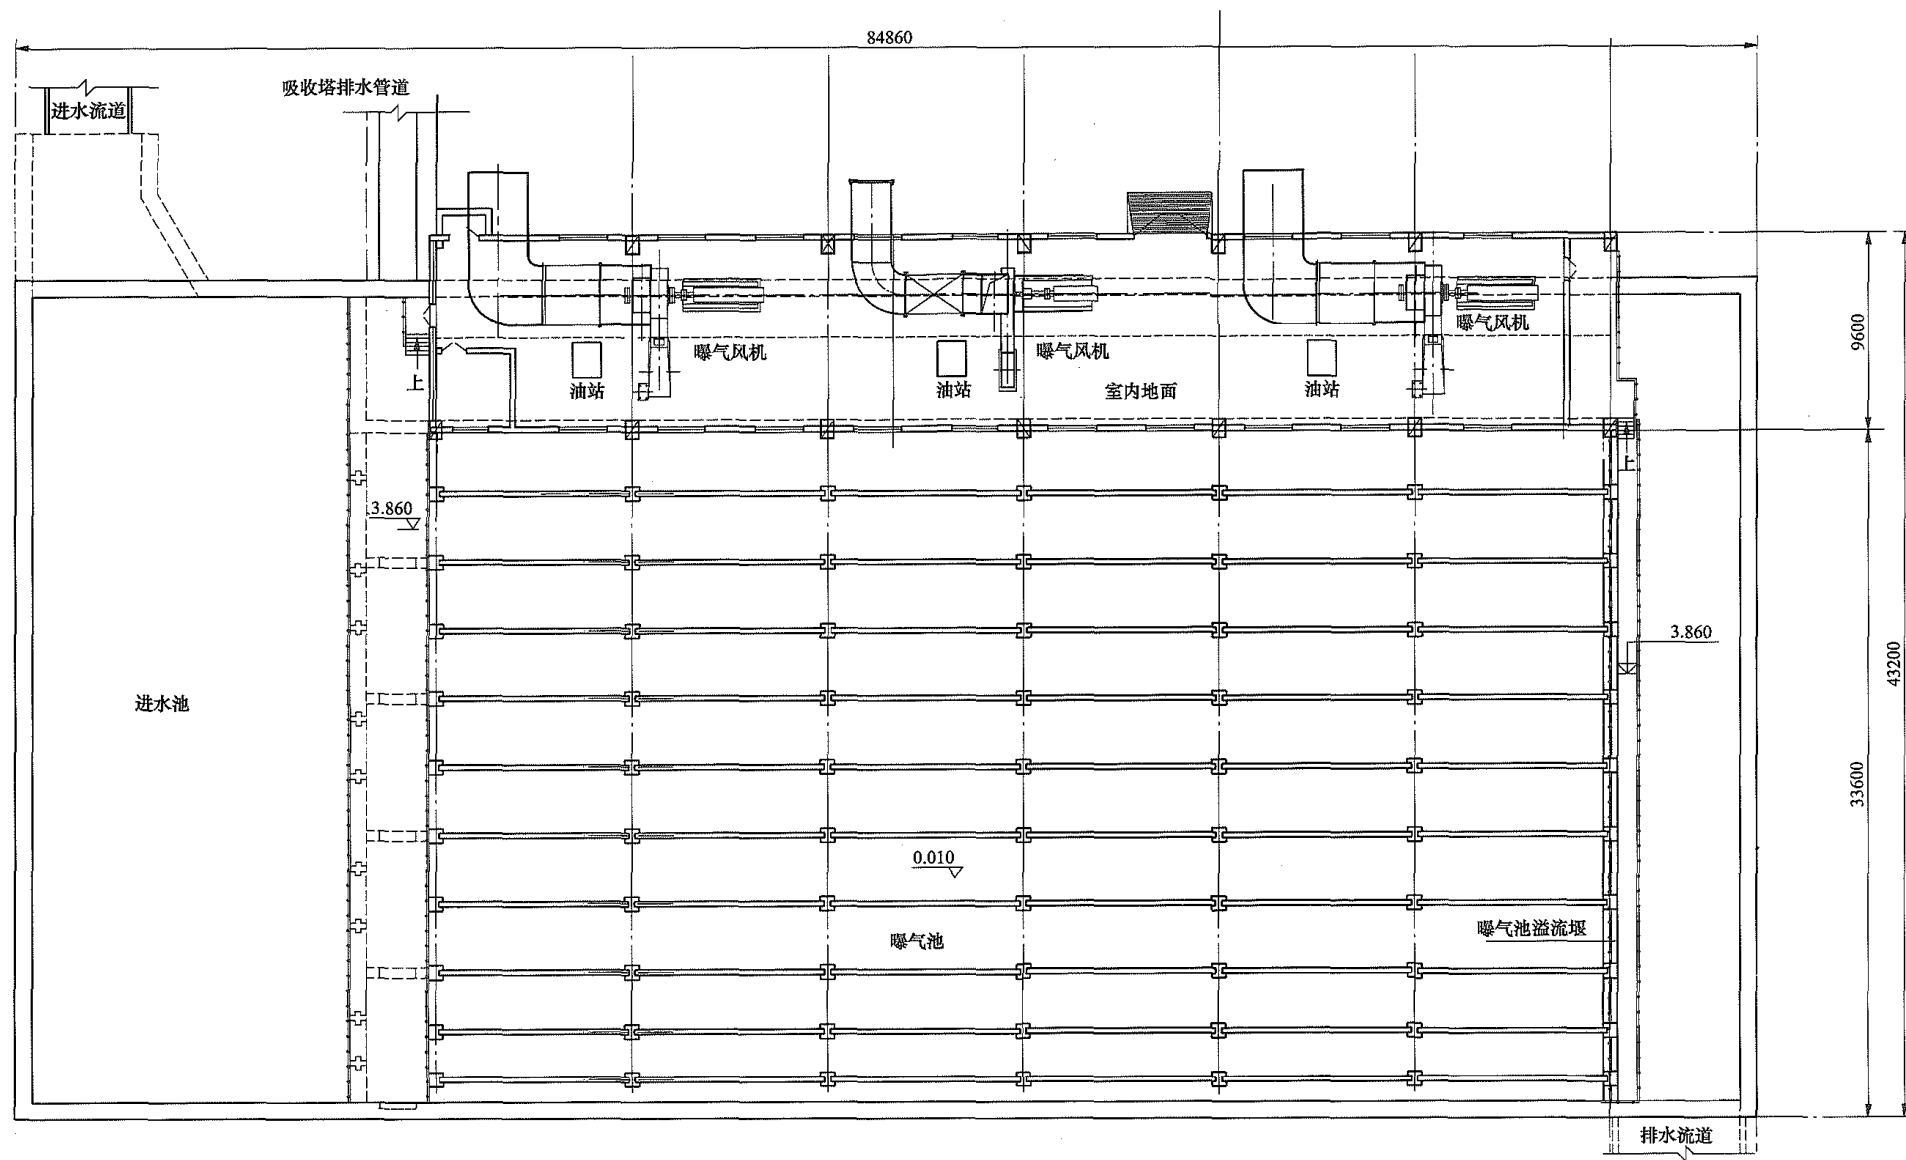 84860
吸收塔排水管道
进水流道
曝气风机
曝气风机
曝气风机
9600
上
油站
油站
室内地面
油站
上
3.860
3.860
43200
进水池
33600
0.010
曝气池溢流堰
曝气池
排水流道